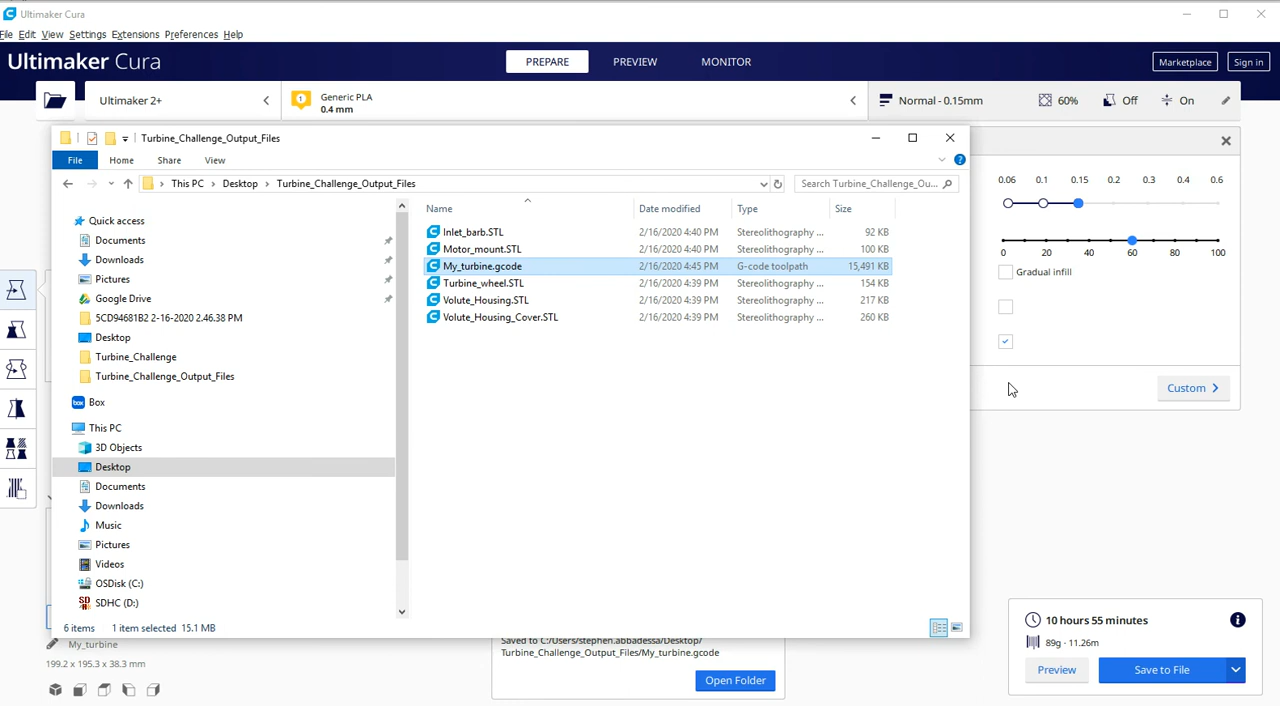 Ultimaker Cura
File Edit View Settings Extensions Preferences Help
Ultimaker Cura
PREPARE PREVIEW MONITOR
Marketplace Sign in
Ultimaker 2+
1 Generic PLA
0.4 mm
Normal - 0.15mm 60% Off On
Turbine_Challenge_Output_Files
File Home Share View
This PC Desktop Turbine_Challenge_Output_Files
Search Turbine_Challenge_Ou...
Name Date modified Type Size
Inlet_barb.STL 2/16/2020 4:40 PM Stereolithography ... 92 KB
Motor_mount.STL 2/16/2020 4:40 PM Stereolithography ... 100 KB
My_turbine.gcode 2/16/2020 4:45 PM G-code toolpath 15,491 KB
Turbine_wheel.STL 2/16/2020 4:39 PM Stereolithography ... 154 KB
Volute_Housing.STL 2/16/2020 4:39 PM Stereolithography ... 217 KB
Volute_Housing_Cover.STL 2/16/2020 4:39 PM Stereolithography ... 260 KB
Quick access
Documents
Downloads
Pictures
Google Drive
5CD94681B2 2-16-2020 2.46.38 PM
Desktop
Turbine_Challenge
Turbine_Challenge_Output_Files
box Box
This PC
3D Objects
Desktop
Documents
Downloads
Music
Pictures
Videos
OSDisk (C:)
SDHC (D:)
6 items 1 item selected 15.1 MB
0.06 0.1 0.15 0.2 0.3 0.4 0.6
0 20 40 60 80 100
Gradual infill
Custom
My_turbine
199.2 x 195.3 x 38.3 mm
Saved to C:/Users/stephen.abbadessa/Desktop/
Turbine_Challenge_Output_Files/My_turbine.gcode
Open Folder
10 hours 55 minutes
89g · 11.26m
Preview Save to File